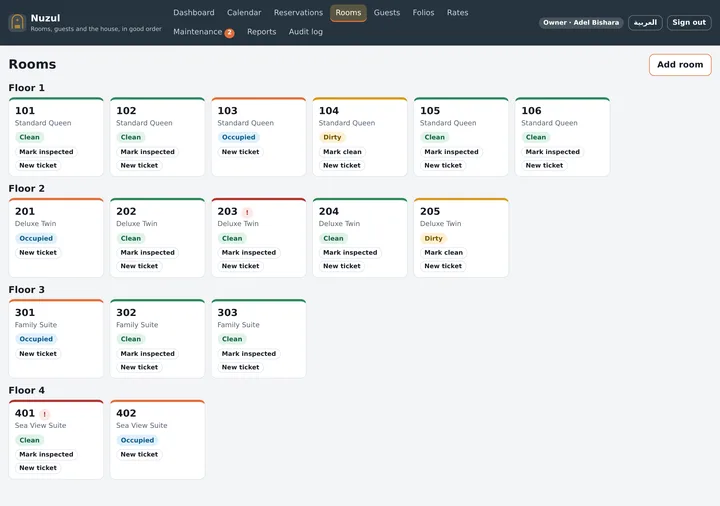 Nuzul
Rooms, guests and the house, in good order
Dashboard Calendar Reservations Rooms Guests Folios Rates
Maintenance 2 Reports Audit log
Owner · Adel Bishara العربية Sign out
Rooms
Add room
Floor 1
101
Standard Queen
Clean
Mark inspected
New ticket
102
Standard Queen
Clean
Mark inspected
New ticket
103
Standard Queen
Occupied
New ticket
104
Standard Queen
Dirty
Mark clean
New ticket
105
Standard Queen
Clean
Mark inspected
New ticket
106
Standard Queen
Clean
Mark inspected
New ticket
Floor 2
201
Deluxe Twin
Occupied
New ticket
202
Deluxe Twin
Clean
Mark inspected
New ticket
203 !
Deluxe Twin
Clean
Mark inspected
New ticket
204
Deluxe Twin
Clean
Mark inspected
New ticket
205
Deluxe Twin
Dirty
Mark clean
New ticket
Floor 3
301
Family Suite
Occupied
New ticket
302
Family Suite
Clean
Mark inspected
New ticket
303
Family Suite
Clean
Mark inspected
New ticket
Floor 4
401 !
Sea View Suite
Clean
Mark inspected
New ticket
402
Sea View Suite
Occupied
New ticket